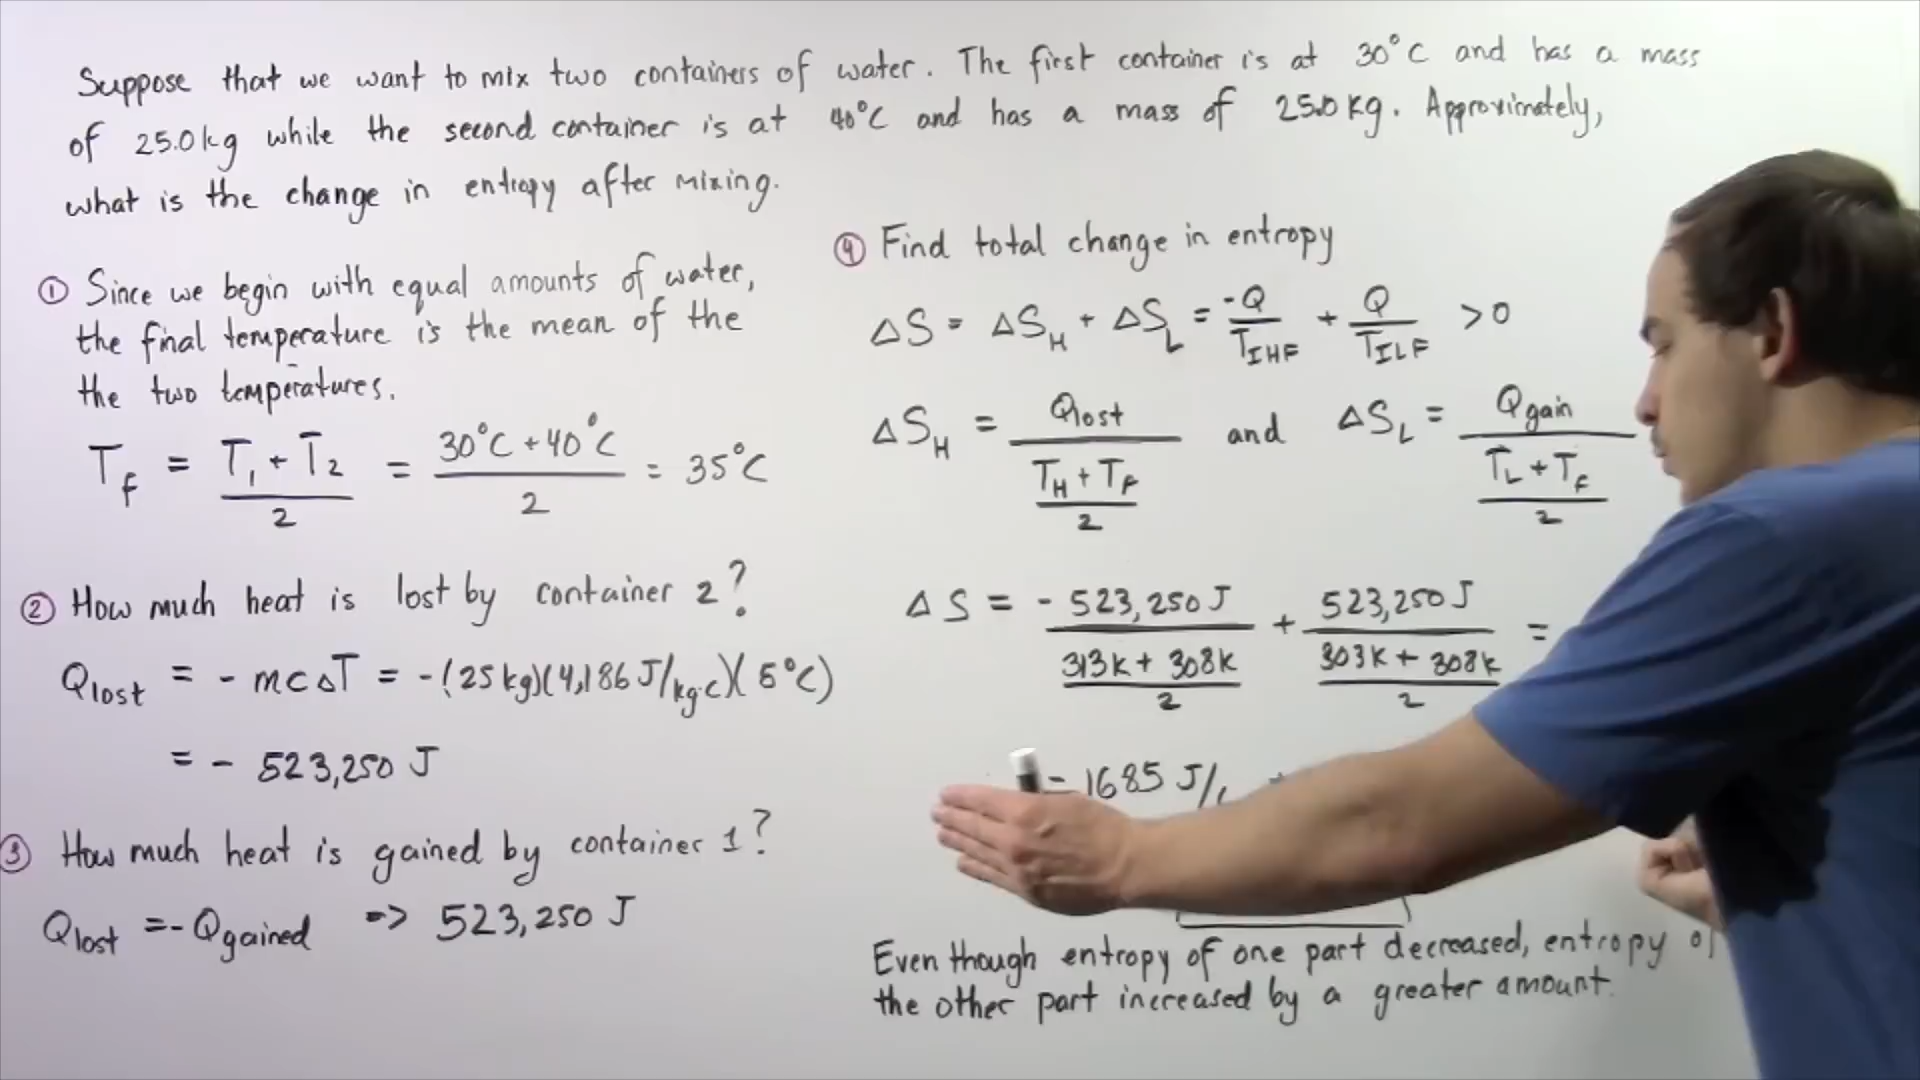 Suppose that we want to mix two containers of water. The first container is at 30°C and has a mass
of 25.0kg while the second container is at 40°C and has a mass of 25.0kg. Approximately,
what is the change in entropy after mixing.
① Since we begin with equal amounts of water,
the final temperature is the mean of the
the two temperatures.
T_F = (T_1 + T_2)/2 = (30°C + 40°C)/2 = 35°C
② How much heat is lost by container 2?
Q_lost = - mcΔT = -(25kg)(4,186 J/kg·c)(5°C)
= - 523,250 J
③ How much heat is gained by container 1?
Q_lost = -Q_gained => 523,250 J
④ Find total change in entropy
ΔS = ΔS_H + ΔS_L = -Q/T_IHF + Q/T_ILF > 0
ΔS_H = Q_lost/((T_H + T_F)/2) and ΔS_L = Q_gain/((T_L + T_F)/2)
ΔS = - 523,250 J/((313K + 308K)/2) + 523,250 J/((303K + 308K)/2) =
- 1685 J/
Even though entropy of one part decreased, entropy
the other part increased by a greater amount.